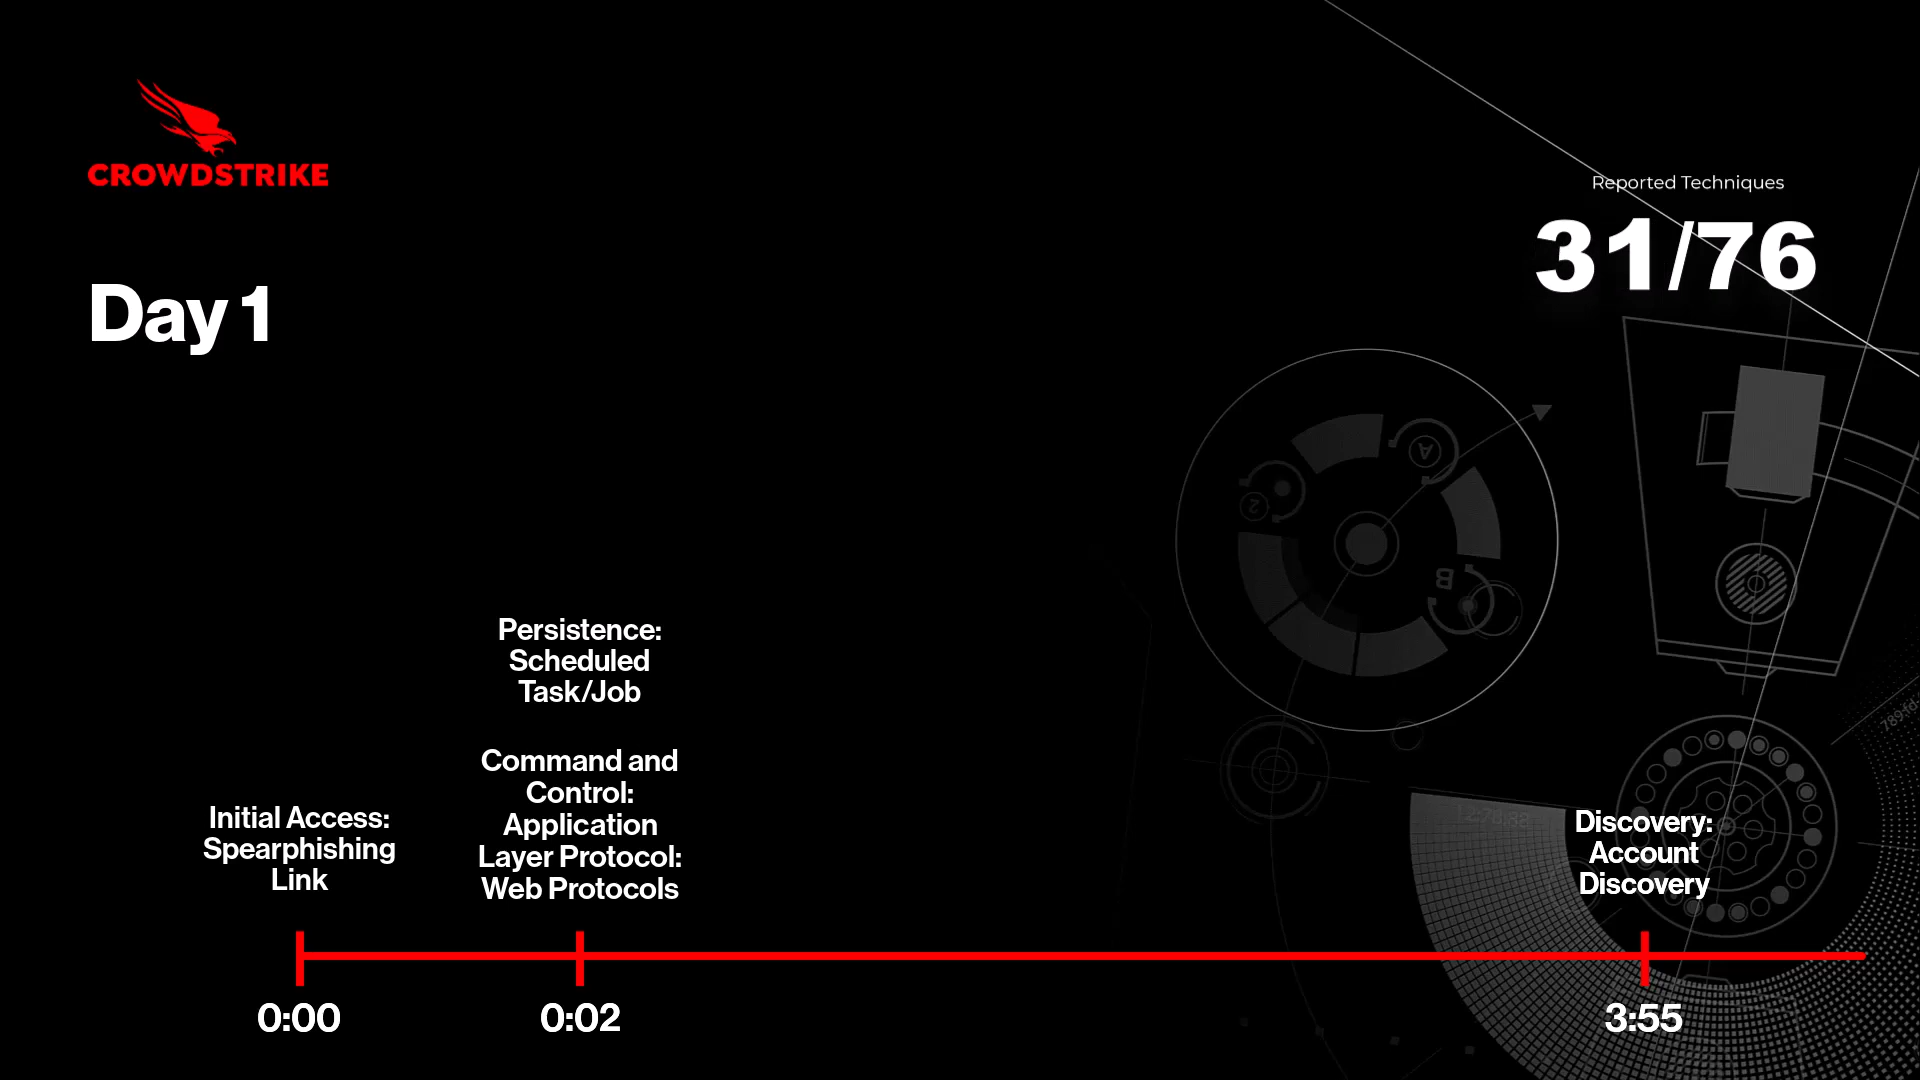 CROWDSTRIKE
Reported Techniques
31/76
Day 1
Persistence:
Scheduled
Task/Job
Command and
Control:
Application
Layer Protocol:
Web Protocols
Initial Access:
Spearphishing
Link
Discovery:
Account
Discovery
0:00
0:02
3:55
A
2
B